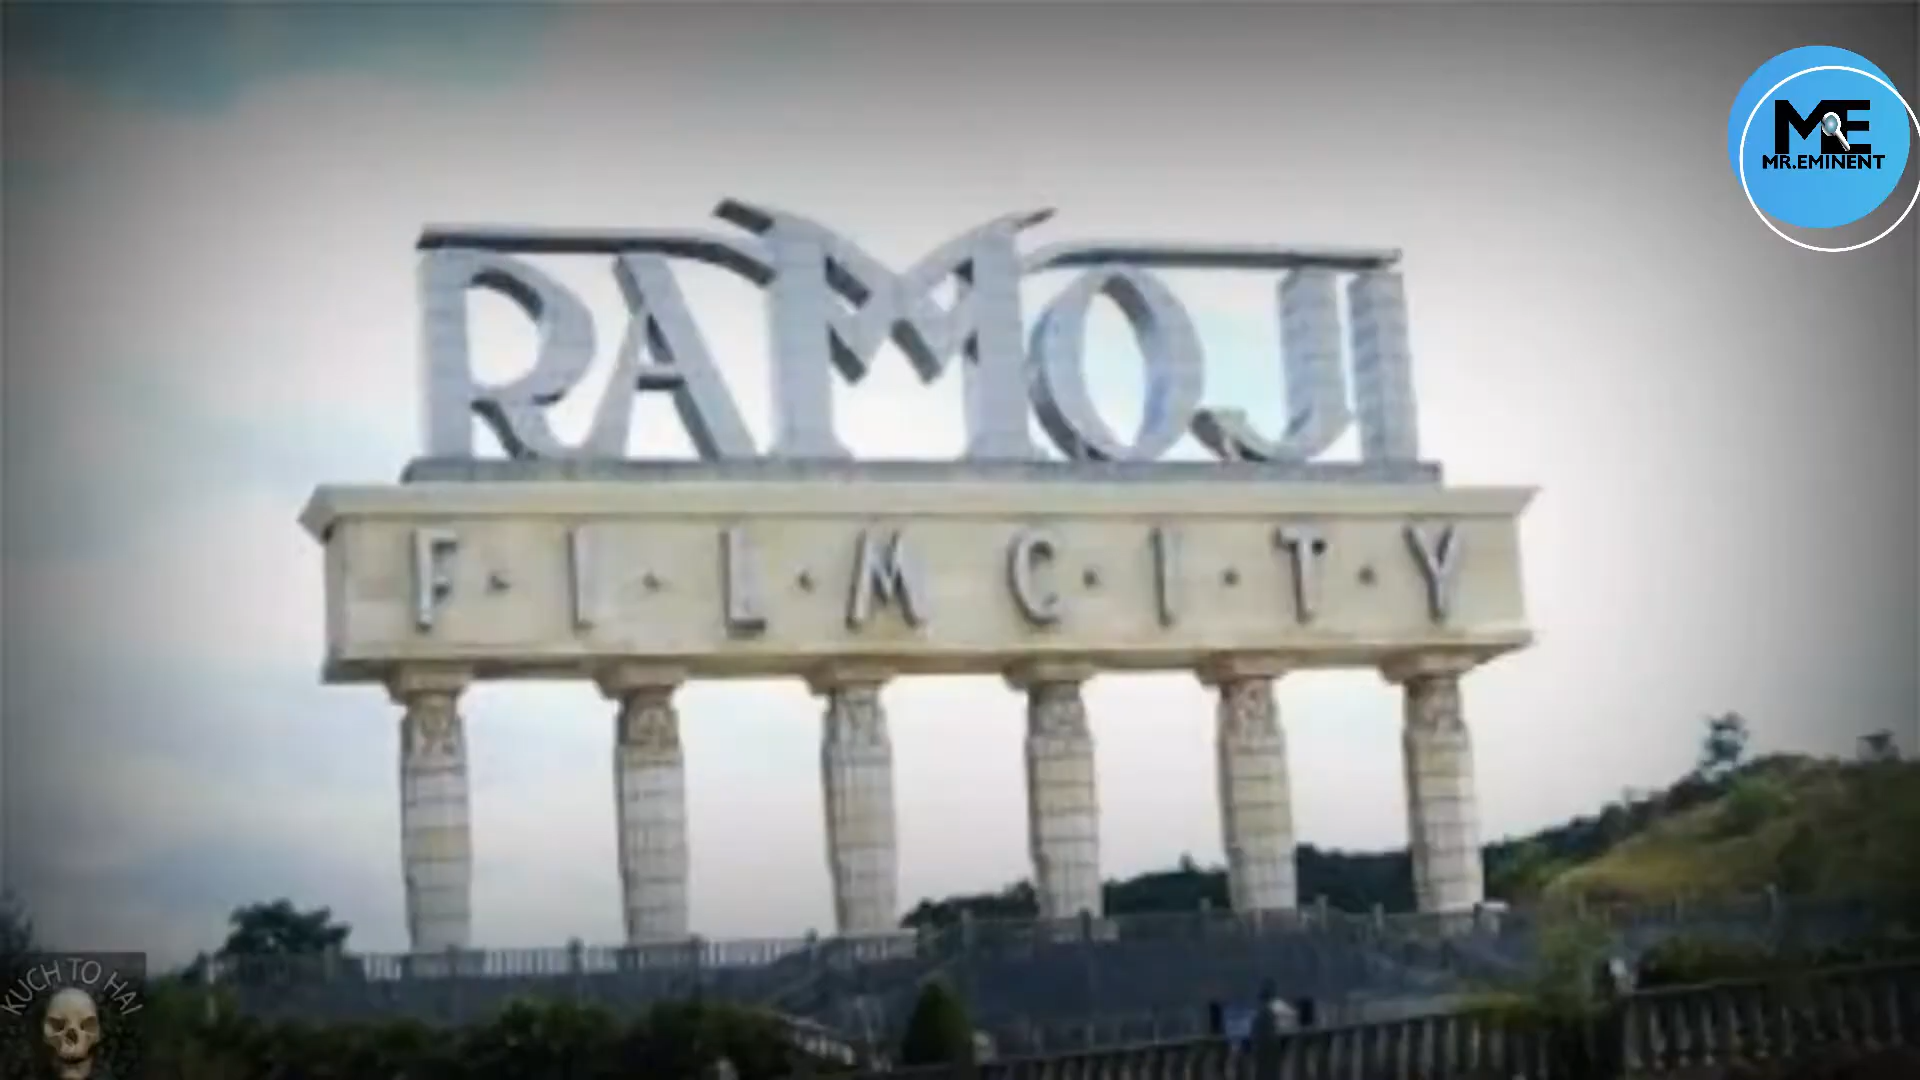 ME
MR.EMINENT
RAMOJI
F·I·L·M C·I·T·Y
KUCH TO HAI